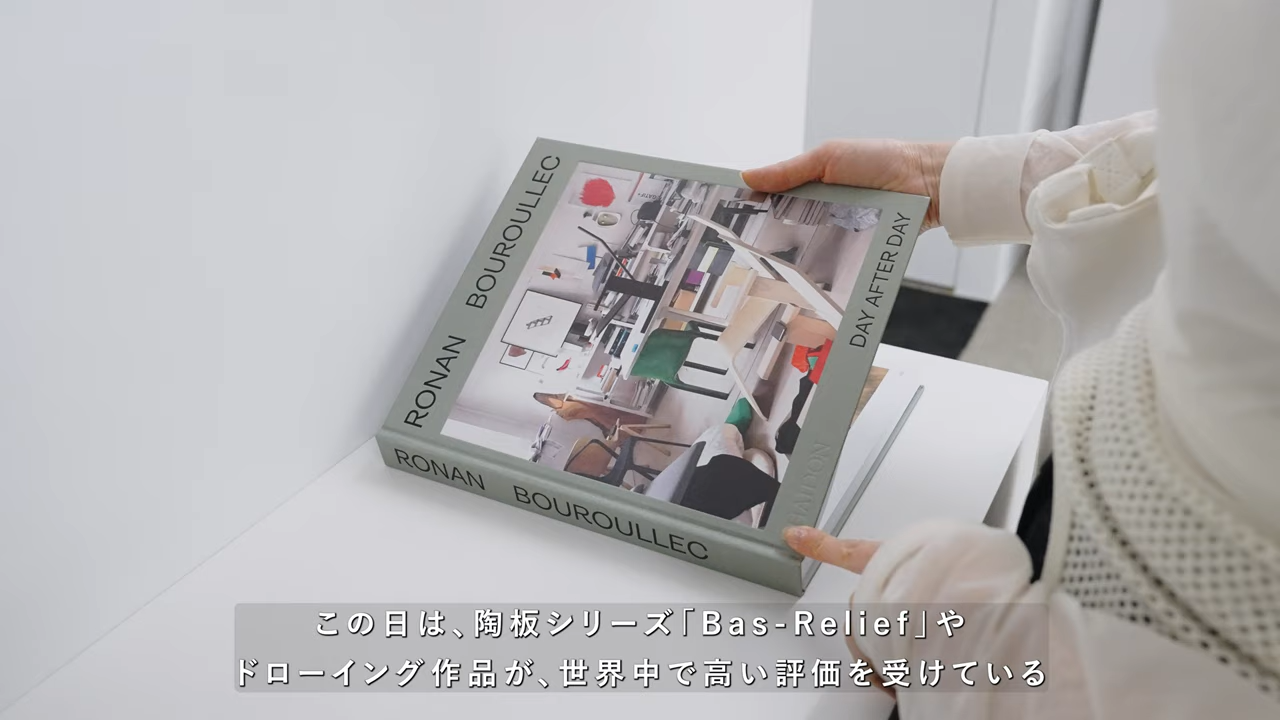 RONAN BOUROULLEC
DAY AFTER DAY
RONAN BOUROULLEC
この日は、陶板シリーズ「Bas-Relief」や
ドローイング作品が、世界中で高い評価を受けている